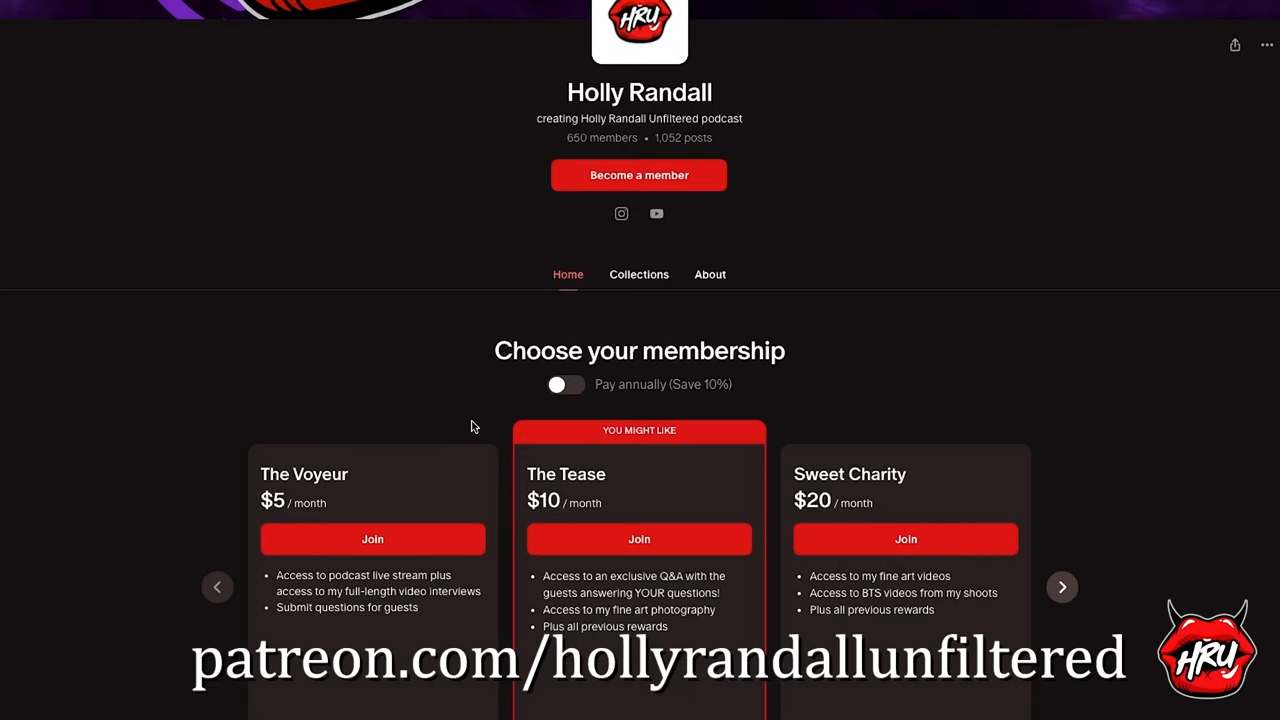 HRU
Holly Randall
creating Holly Randall Unfiltered podcast
650 members • 1,052 posts
Become a member
Home Collections About
Choose your membership
Pay annually (Save 10%)
YOU MIGHT LIKE
The Voyeur
$5 / month
Join
• Access to podcast live stream plus
access to my full-length video interviews
• Submit questions for guests
The Tease
$10 / month
Join
• Access to an exclusive Q&A with the
guests answering YOUR questions!
• Access to my fine art photography
• Plus all previous rewards
Sweet Charity
$20 / month
Join
• Access to my fine art videos
• Access to BTS videos from my shoots
• Plus all previous rewards
patreon.com/hollyrandallunfiltered
HRU